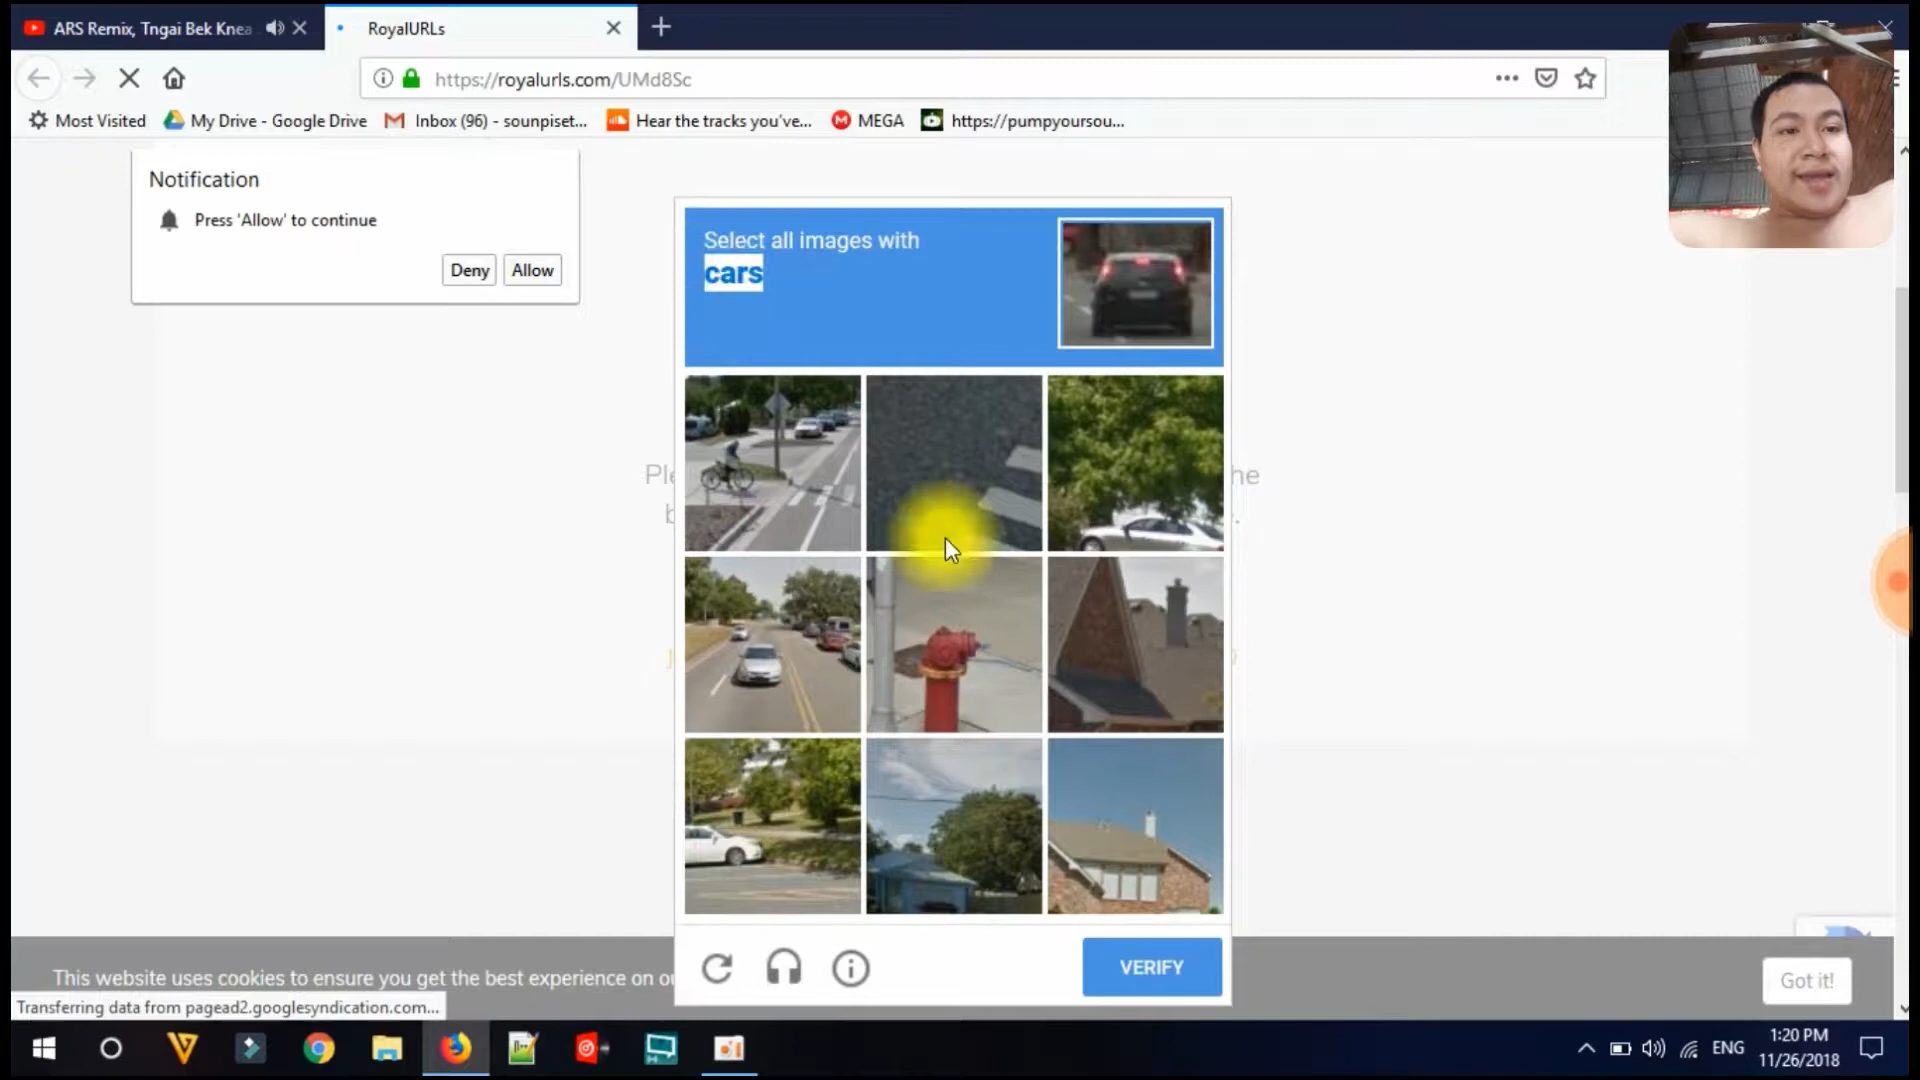 ARS Remix, Tngai Bek Knea
RoyalURLs
https://royalurls.com/UMd8Sc
Most Visited
My Drive - Google Drive
Inbox (96) - sounpiset...
Hear the tracks you've...
MEGA
https://pumpyoursou...
Notification
Press 'Allow' to continue
Deny
Allow
Select all images with
cars
VERIFY
This website uses cookies to ensure you get the best experience on
Got it!
Transferring data from pagead2.googlesyndication.com...
ENG
1:20 PM
11/26/2018